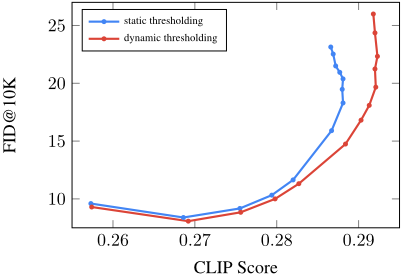 static thresholding
dynamic thresholding
FID@10K
25
20
15
10
0.26 0.27 0.28 0.29
CLIP Score